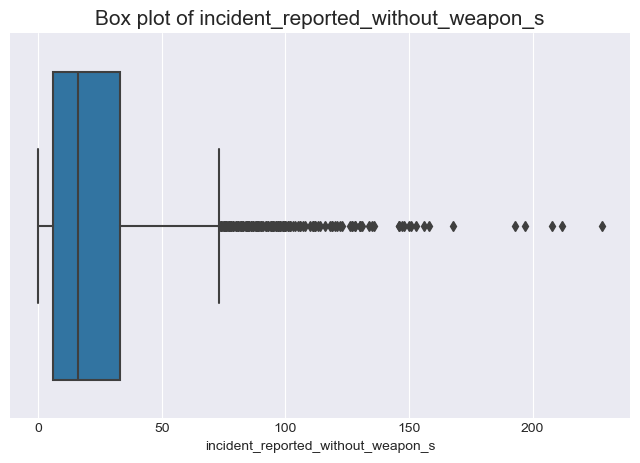 Box plot of incident_reported_without_weapon_s
0 50 100 150 200
incident_reported_without_weapon_s